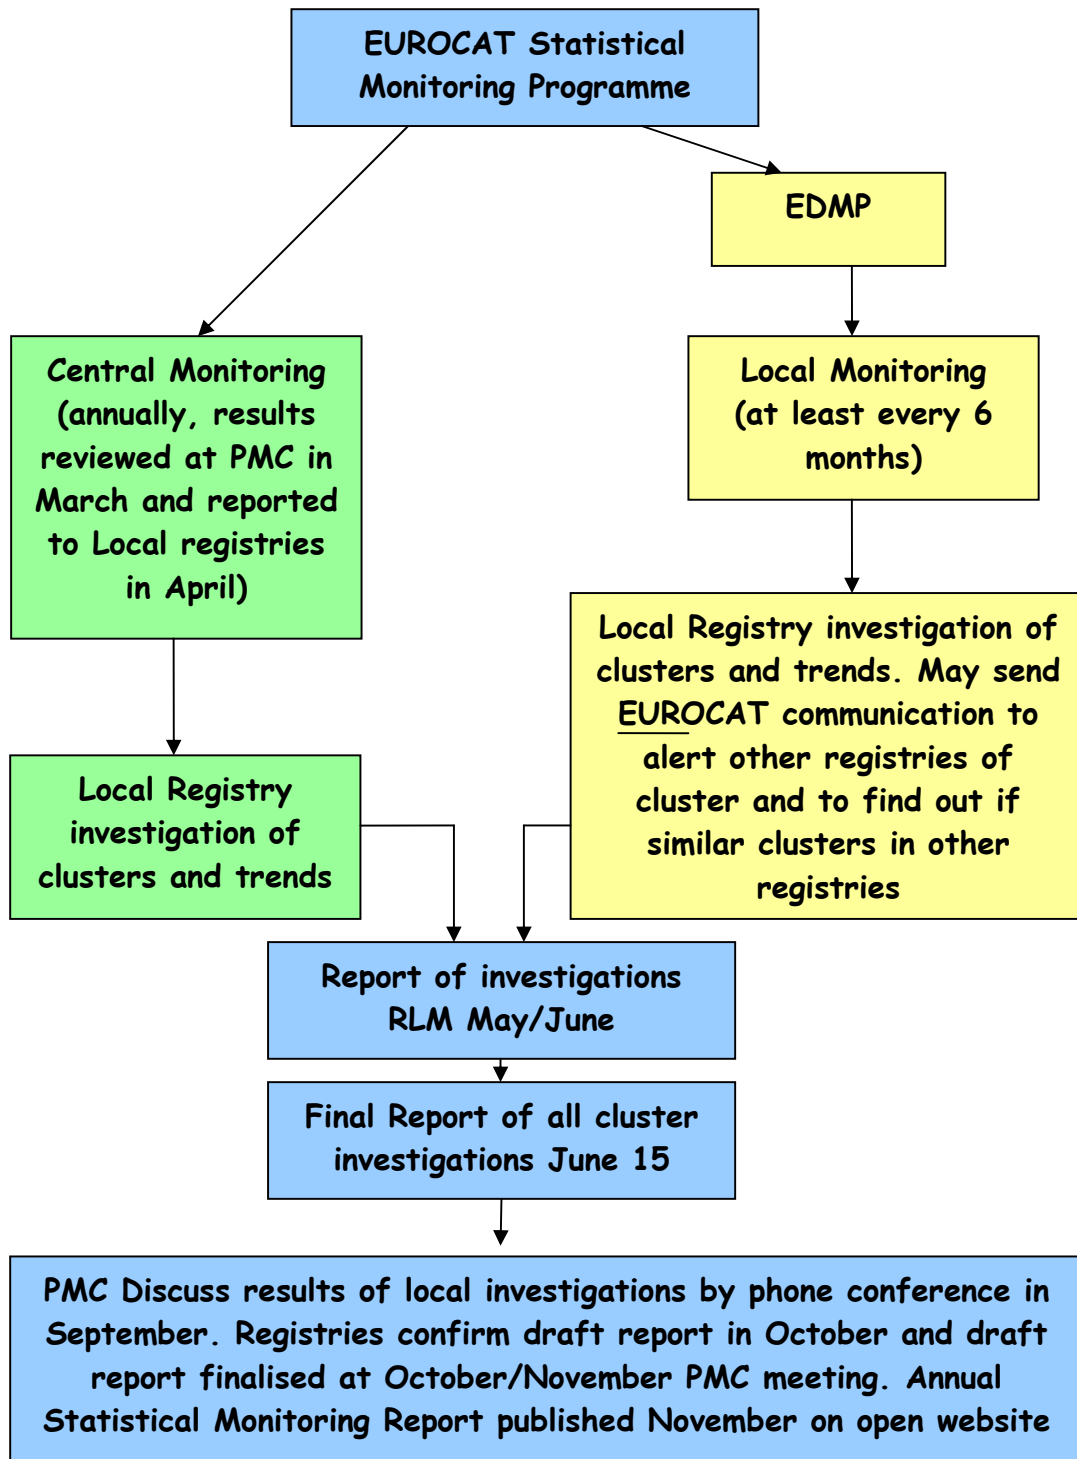 EUROCAT Statistical
Monitoring Programme
EDMP
Central Monitoring
(annually, results
reviewed at PMC in
March and reported
to Local registries
in April)
Local Monitoring
(at least every 6
months)
Local Registry
investigation of
clusters and trends
Local Registry investigation of
clusters and trends. May send
EUROCAT communication to
alert other registries of
cluster and to find out if
similar clusters in other
registries
Report of investigations
RLM May/June
Final Report of all cluster
investigations June 15
PMC Discuss results of local investigations by phone conference in
September. Registries confirm draft report in October and draft
report finalised at October/November PMC meeting. Annual
Statistical Monitoring Report published November on open website